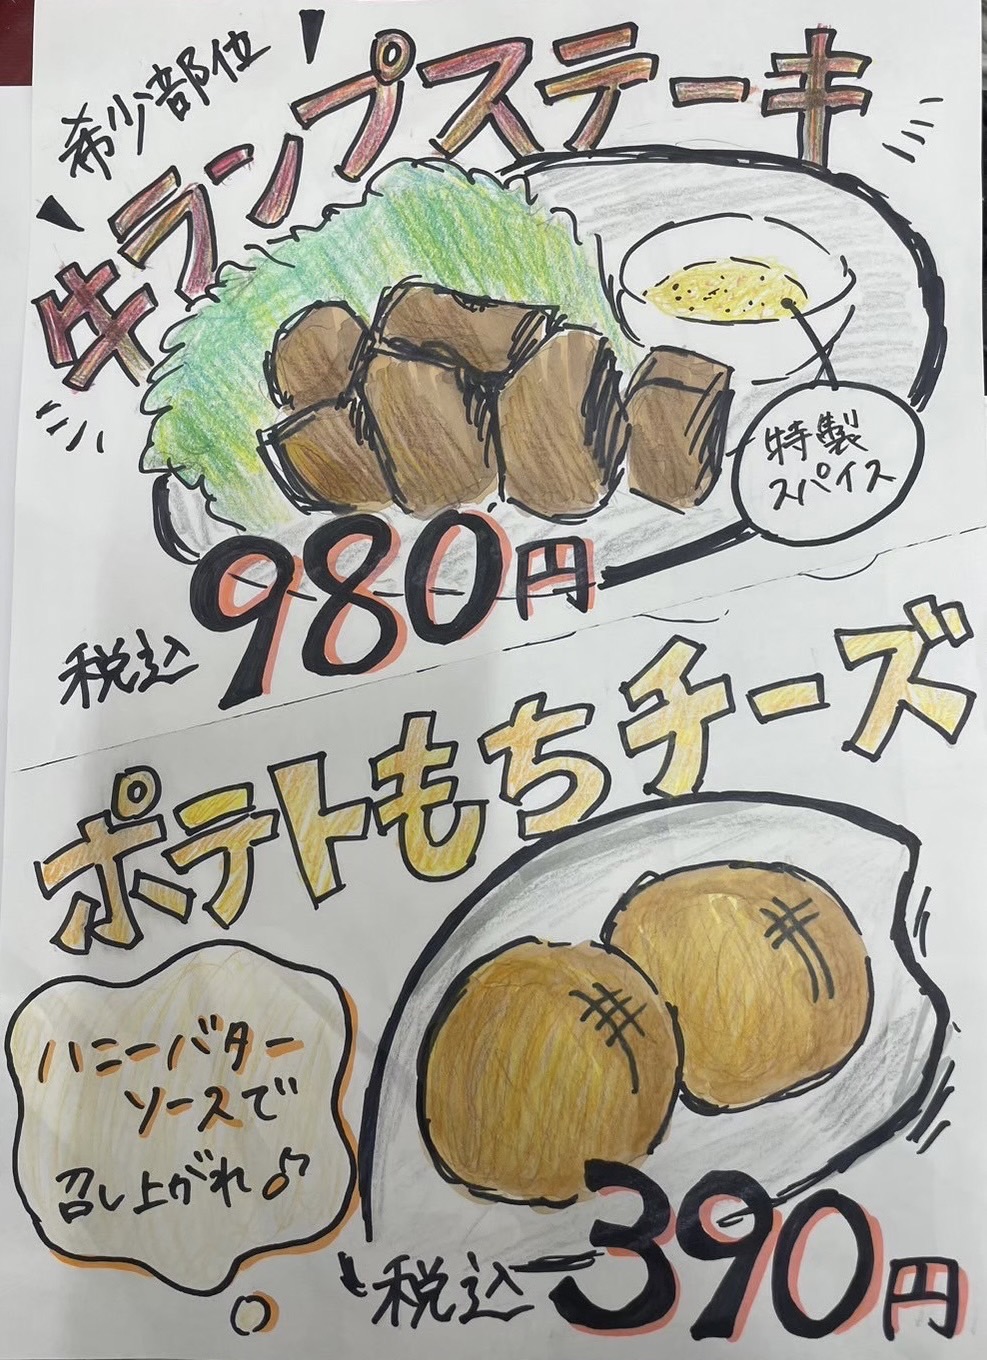 希少部位
牛ランプステーキ
特製
スパイス
税込980円
ポテトもちチーズ
ハニーバター
ソースで
召し上がれ♪
税込390円